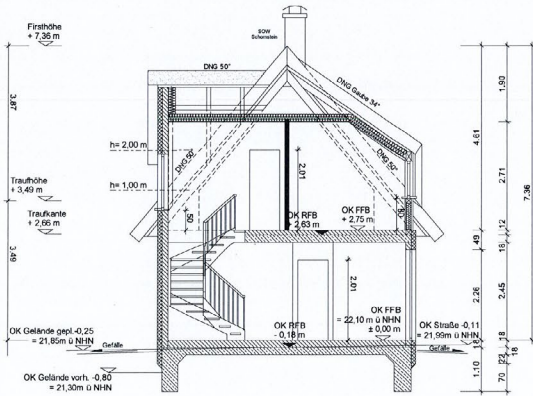 Firsthöhe
+ 7,36 m
SOW
Schornstein
DNG 50°
DNG Gaube 34°
3,87
1,90
4,61
h= 2,00 m
DNG 50°
DNG 50°
2,01
2,71
7,36
Traufhöhe
+ 3,49 m
h= 1,00 m
50
80
Traufkante
+ 2,66 m
OK RFB
+ 2,63 m
OK FFB
+ 2,75 m
12
49
18
3,49
2,01
2,26
2,45
OK Gelände gepl.-0,25
= 21,85m ü NHN
OK RFB
- 0,18 m
OK FFB
= 22,10 m ü NHN
± 0,00 m
OK Straße -0,11
= 21,99m ü NHN
18
18
Gefälle
Gefälle
18
OK Gelände vorh. -0,80
= 21,30m ü NHN
1,10
22
70